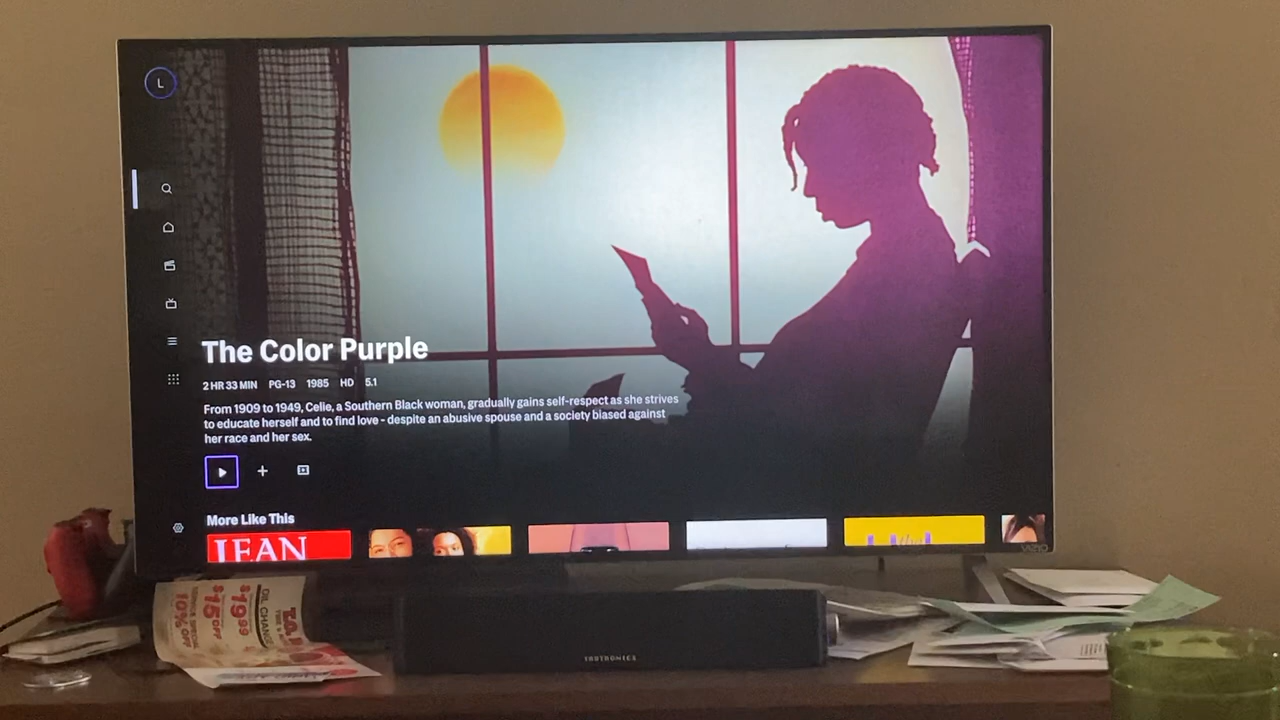 L
The Color Purple
2 HR 33 MIN PG-13 1985 HD 5.1
From 1909 to 1949, Celie, a Southern Black woman, gradually gains self-respect as she strives
to educate herself and to find love - despite an abusive spouse and a society biased against
her race and her sex.
More Like This
VIZIO
TAOTRONICS
OIL CHANGE
$19.99
$15 OFF
10% OFF